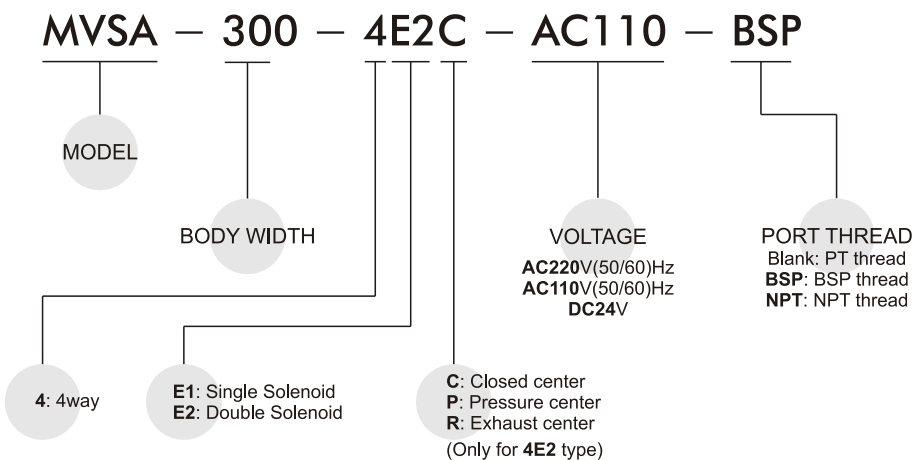 MVSA – 300 – 4E2C – AC110 – BSP
MODEL
BODY WIDTH
VOLTAGE
AC220V(50/60)Hz
AC110V(50/60)Hz
DC24V
PORT THREAD
Blank: PT thread
BSP: BSP thread
NPT: NPT thread
4: 4way
E1: Single Solenoid
E2: Double Solenoid
C: Closed center
P: Pressure center
R: Exhaust center
(Only for 4E2 type)